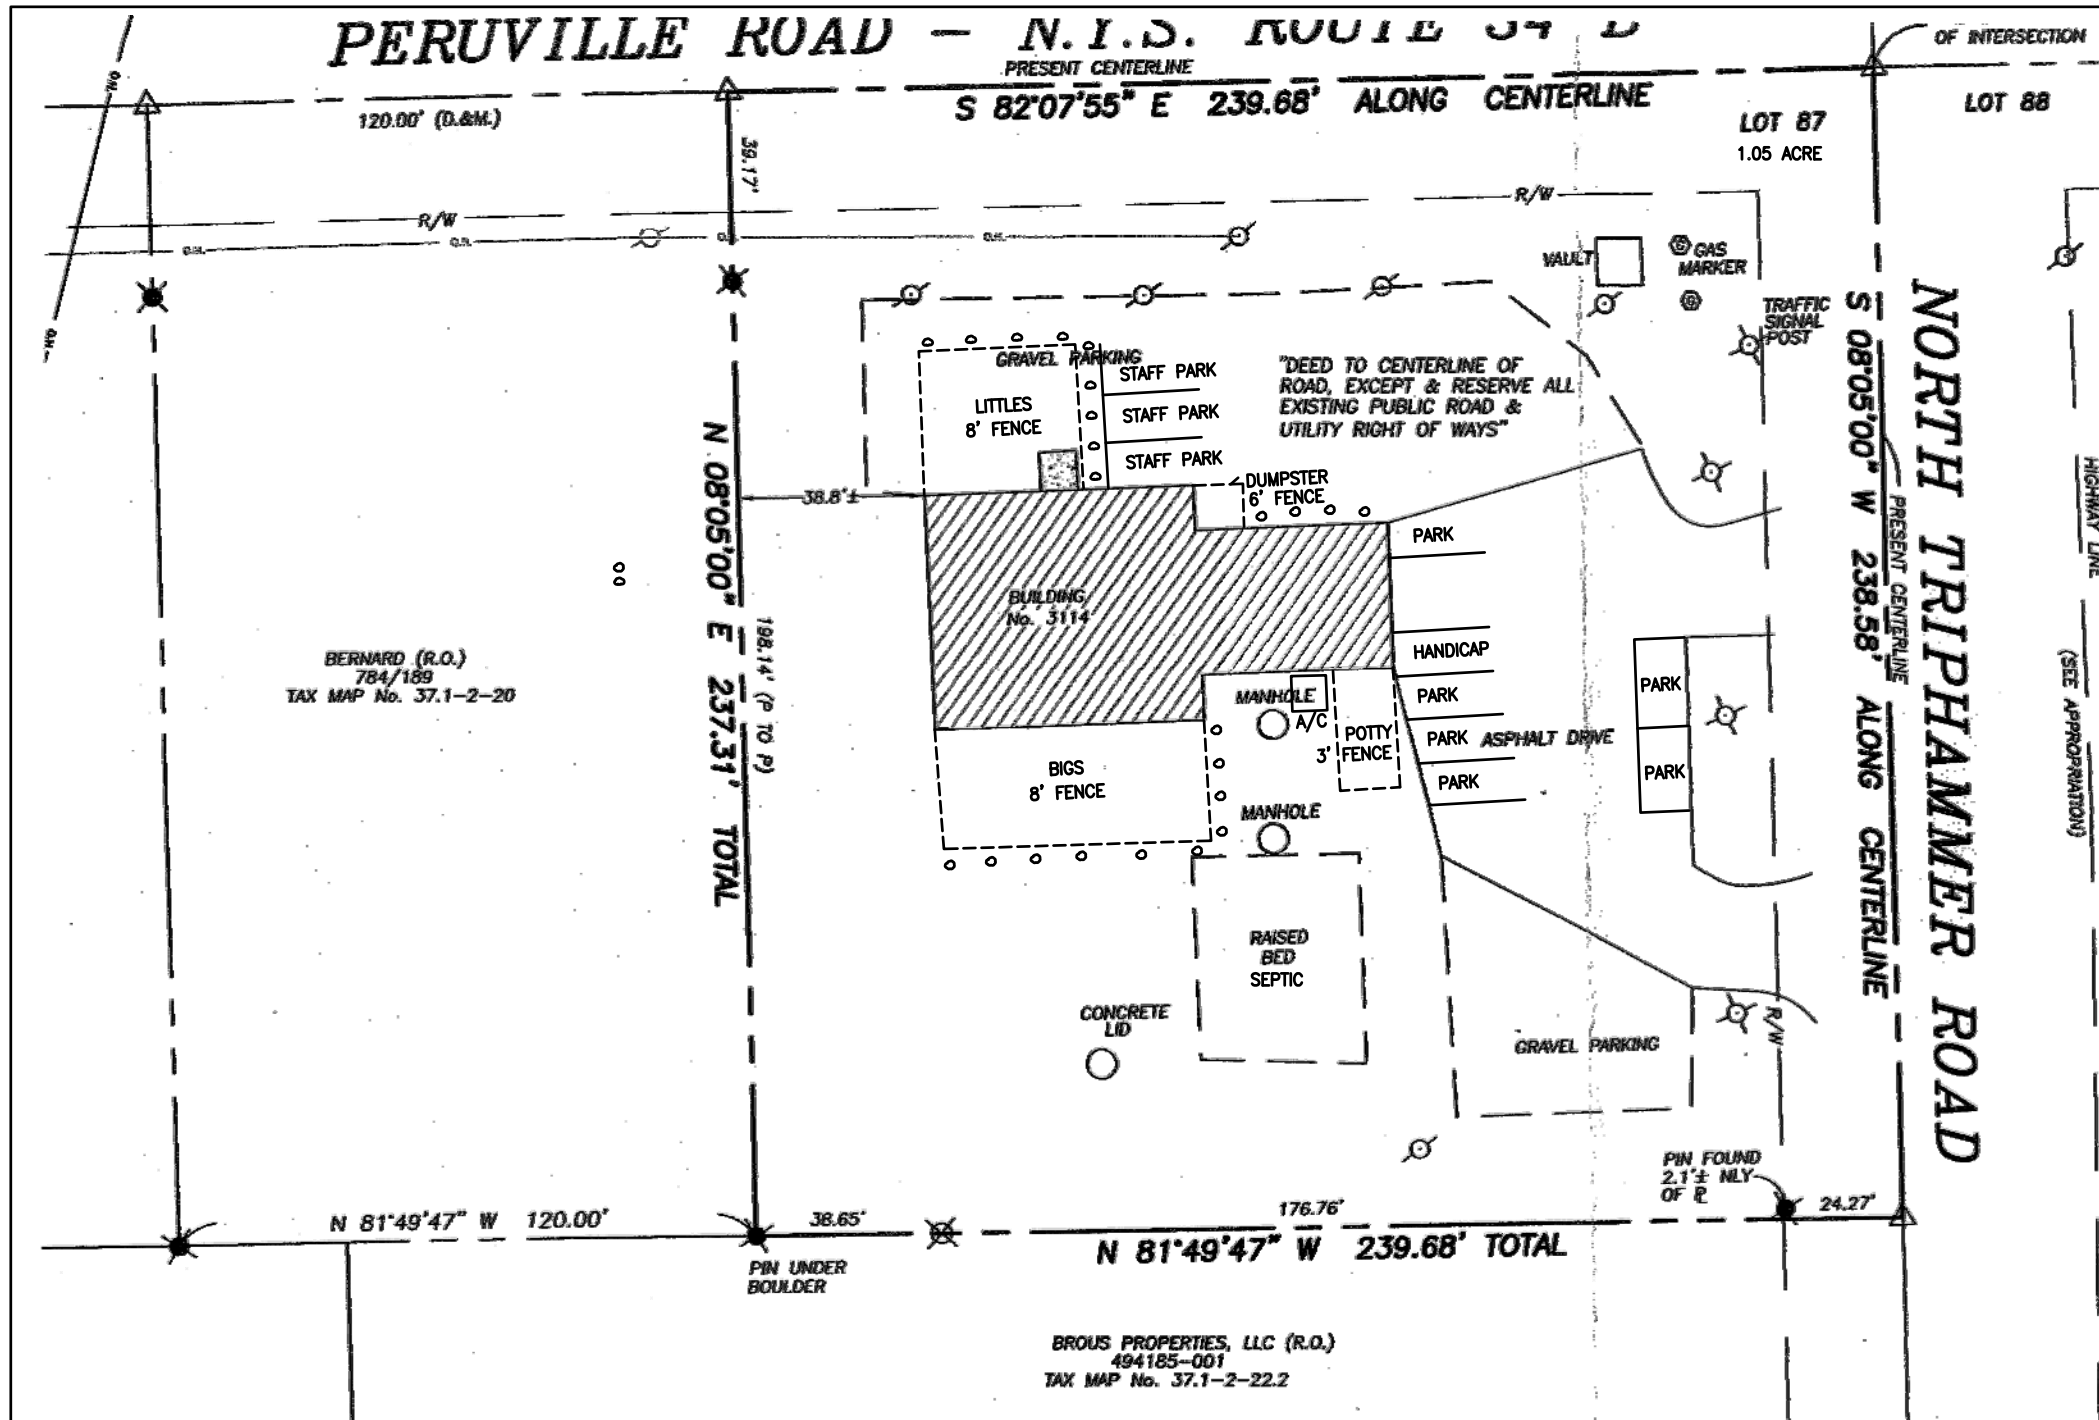 PERUVILLE ROAD — N.Y.S. ROUTE 34 B
OF INTERSECTION
PRESENT CENTERLINE
S 82°07'55" E 239.68' ALONG CENTERLINE
120.00' (D.&M.)
LOT 87
1.05 ACRE
LOT 88
39.17'
R/W
R/W
O.H.
O.H.
O.H.
O.H.
VAULT
G GAS
MARKER
G
TRAFFIC
SIGNAL
POST
GRAVEL PARKING
STAFF PARK
STAFF PARK
STAFF PARK
LITTLES
8' FENCE
"DEED TO CENTERLINE OF
ROAD, EXCEPT & RESERVE ALL
EXISTING PUBLIC ROAD &
UTILITY RIGHT OF WAYS"
DUMPSTER
6' FENCE
38.8'±
N 08°05'00" E 237.31' TOTAL
198.14' (P TO P)
S 08°05'00" W 238.58' ALONG CENTERLINE
PRESENT CENTERLINE
NORTH TRIPHAMMER ROAD
HIGHWAY LINE
(SEE APPROPRIATION)
BUILDING
No. 3114
PARK
HANDICAP
PARK
PARK
PARK
ASPHALT DRIVE
PARK
PARK
BERNARD (R.O.)
784/189
TAX MAP No. 37.1-2-20
MANHOLE
A/C
POTTY
3' FENCE
BIGS
8' FENCE
MANHOLE
RAISED
BED
SEPTIC
CONCRETE
LID
GRAVEL PARKING
R/W
PIN FOUND
2.1'± NLY
OF PL
24.27'
N 81°49'47" W 120.00'
38.65'
176.76'
N 81°49'47" W 239.68' TOTAL
PIN UNDER
BOULDER
BROUS PROPERTIES, LLC (R.O.)
494185-001
TAX MAP No. 37.1-2-22.2